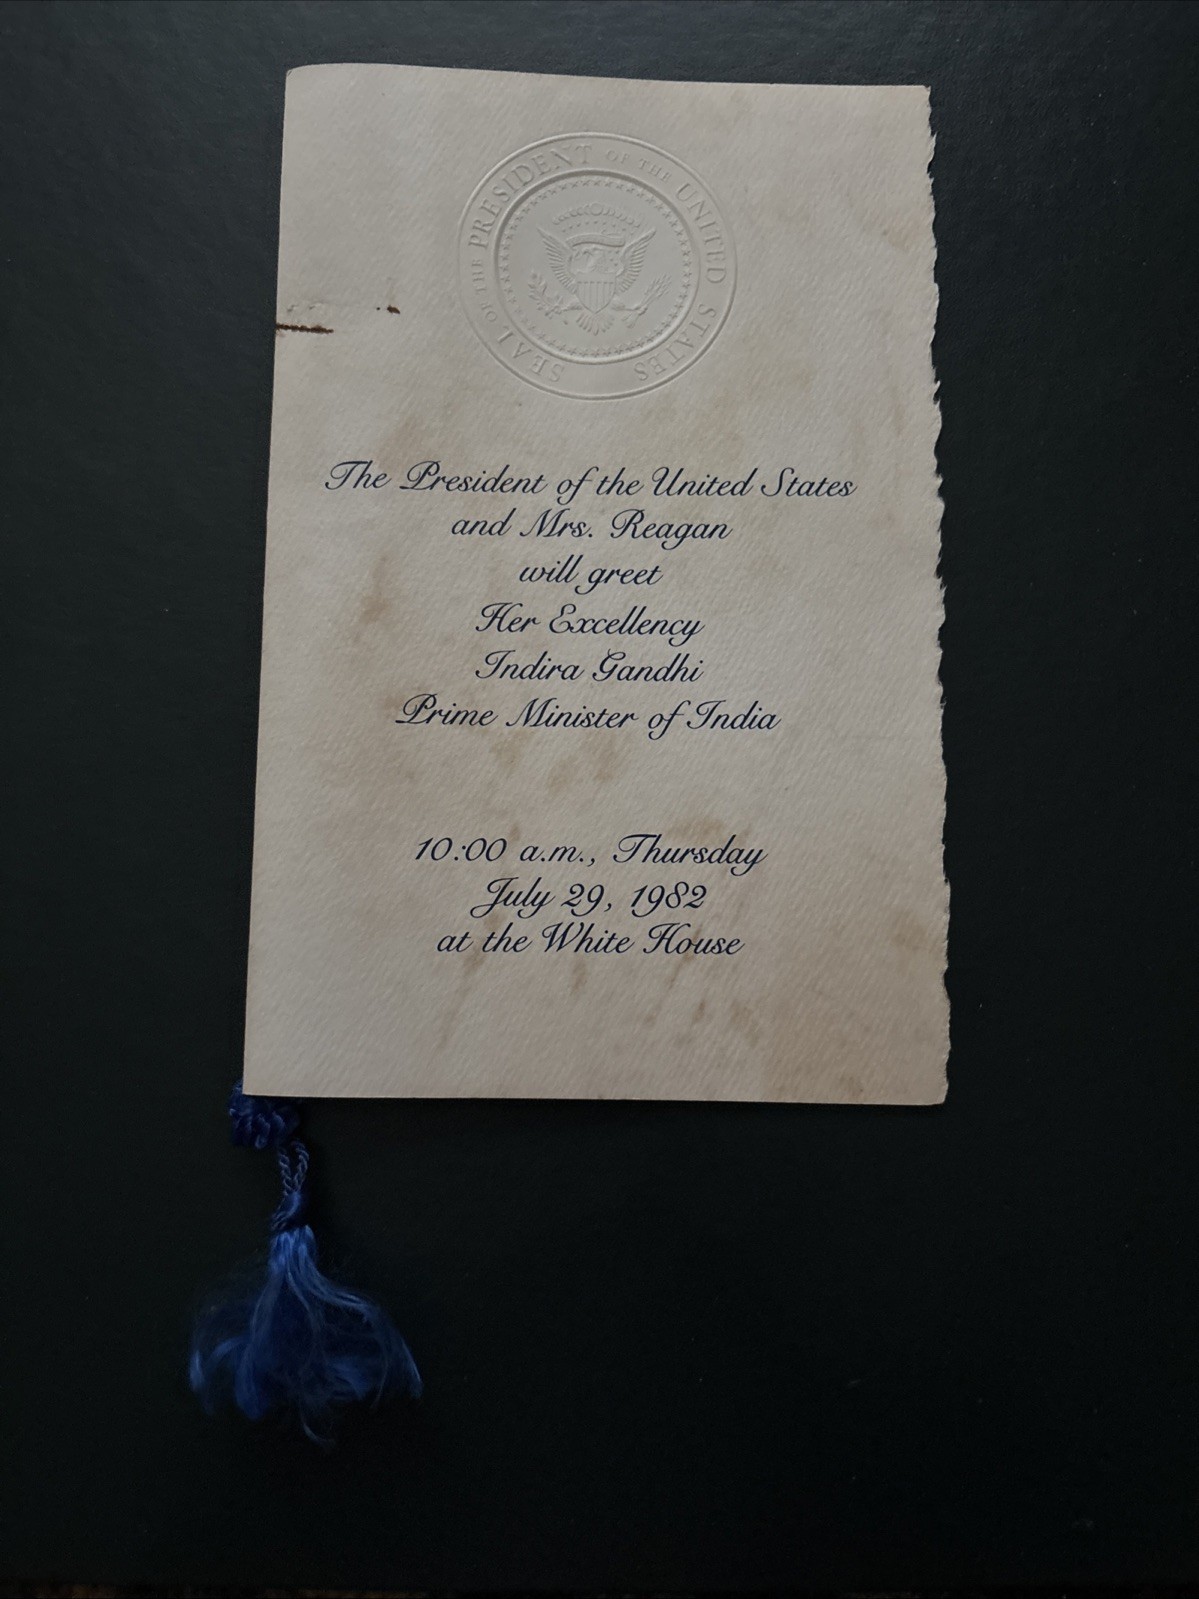 SEAL OF THE PRESIDENT OF THE UNITED STATES
The President of the United States
and Mrs. Reagan
will greet
Her Excellency
Indira Gandhi
Prime Minister of India
10:00 a.m., Thursday
July 29, 1982
at the White House